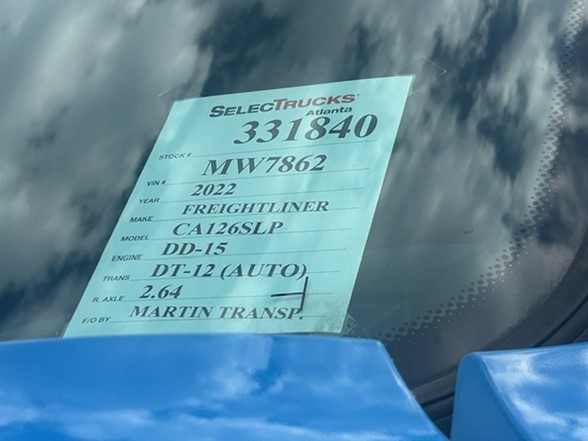 SELECTRUCKS
Atlanta
STOCK # 331840
VIN # MW7862
YEAR 2022
MAKE FREIGHTLINER
MODEL CA126SLP
ENGINE DD-15
TRANS DT-12 (AUTO)
R. AXLE 2.64
F/O BY MARTIN TRANSP.